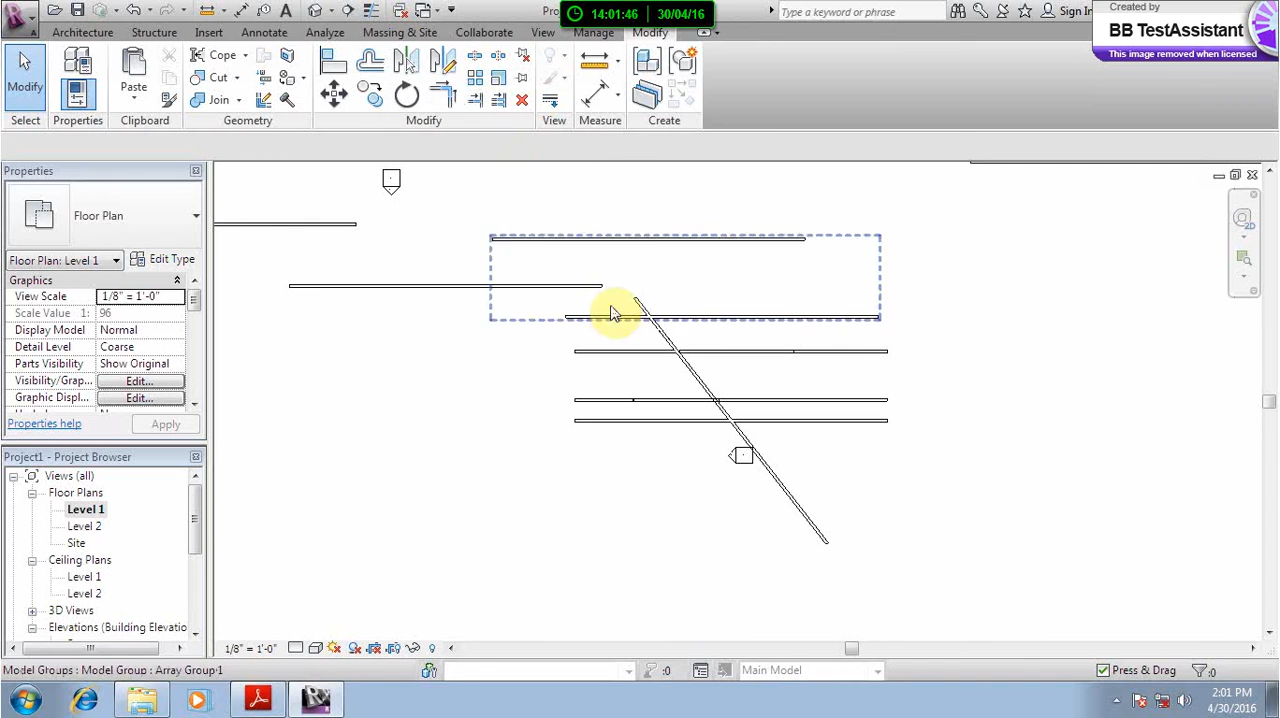 14:01:46 30/04/16
Pro
Type a keyword or phrase
Sign In
Created by
BB TestAssistant
This image removed when licensed
Architecture Structure Insert Annotate Analyze Massing & Site Collaborate View Manage Modify
Modify
Paste
Cope
Cut
Join
Select Properties Clipboard Geometry Modify View Measure Create
Properties
Floor Plan
Floor Plan: Level 1 Edit Type
Graphics
View Scale 1/8" = 1'-0"
Scale Value 1: 96
Display Model Normal
Detail Level Coarse
Parts Visibility Show Original
Visibility/Grap... Edit...
Graphic Displ... Edit...
Properties help Apply
Project1 - Project Browser
Views (all)
Floor Plans
Level 1
Level 2
Site
Ceiling Plans
Level 1
Level 2
3D Views
Elevations (Building Elevatio
2D
1/8" = 1'-0"
Model Groups : Model Group : Array Group:1
:0
Main Model
Press & Drag
:0
2:01 PM
4/30/2016